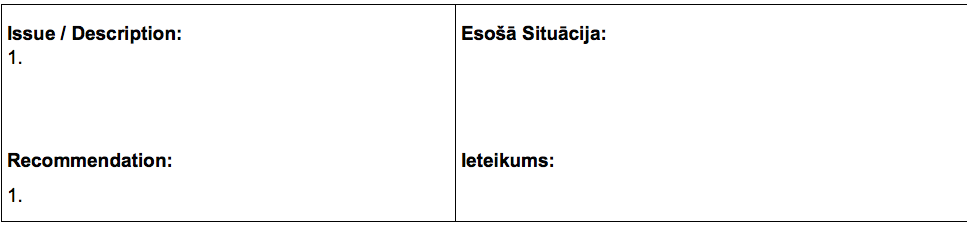 Issue / Description:
1.
Recommendation:
1.
Esošā Situācija:
Ieteikums: